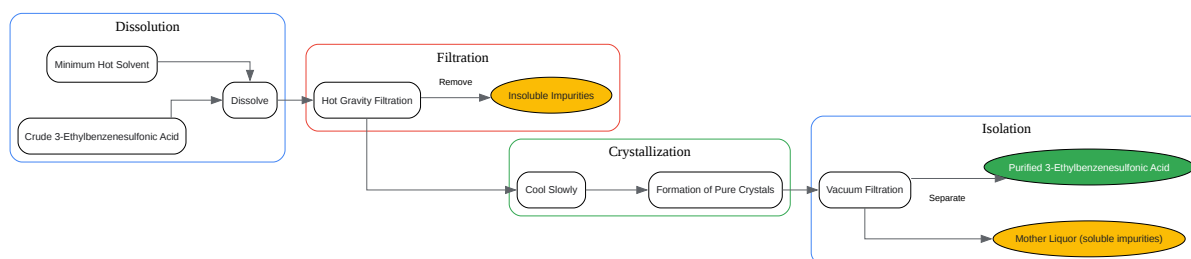 Dissolution
Minimum Hot Solvent
Dissolve
Crude 3-Ethylbenzenesulfonic Acid
Filtration
Hot Gravity Filtration
Remove
Insoluble Impurities
Crystallization
Cool Slowly
Formation of Pure Crystals
Isolation
Vacuum Filtration
Purified 3-Ethylbenzenesulfonic Acid
Separate
Mother Liquor (soluble impurities)